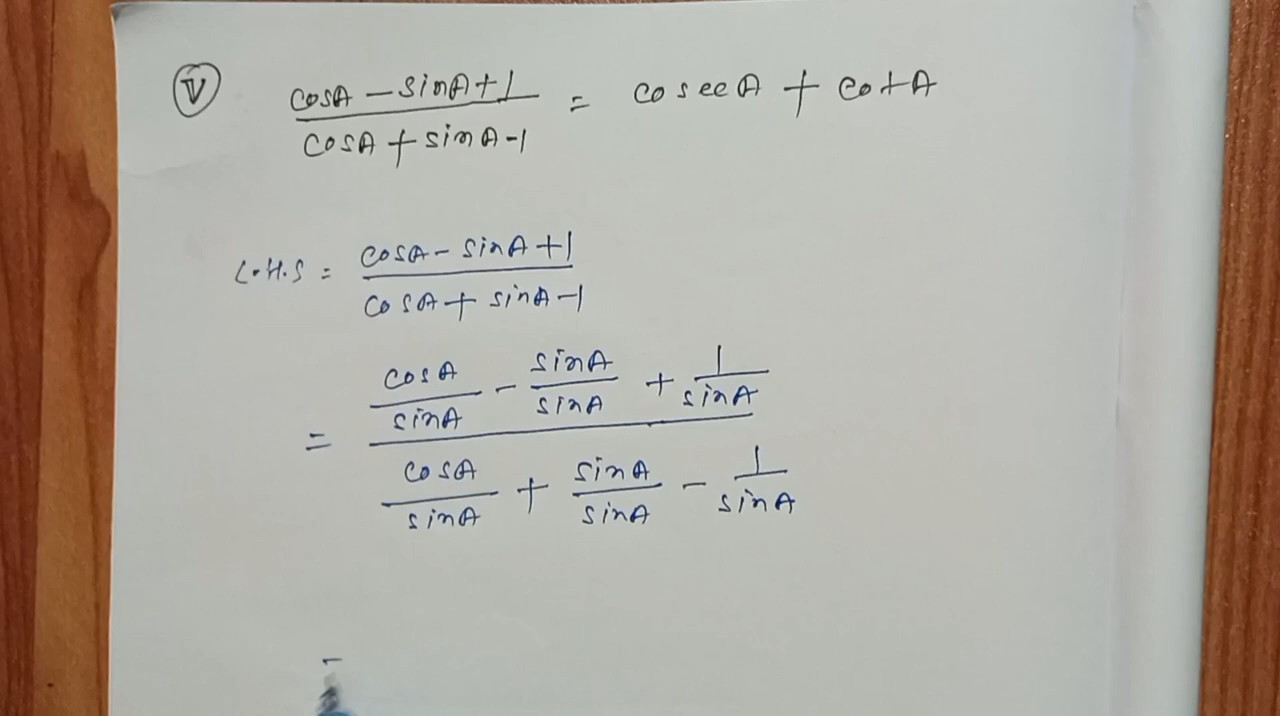 (V) (cosA - sinA + 1)/(cosA + sinA - 1) = cosecA + cotA
L.H.S = (cosA - sinA + 1)/(cosA + sinA - 1)
= (cosA/sinA - sinA/sinA + 1/sinA)/(cosA/sinA + sinA/sinA - 1/sinA)